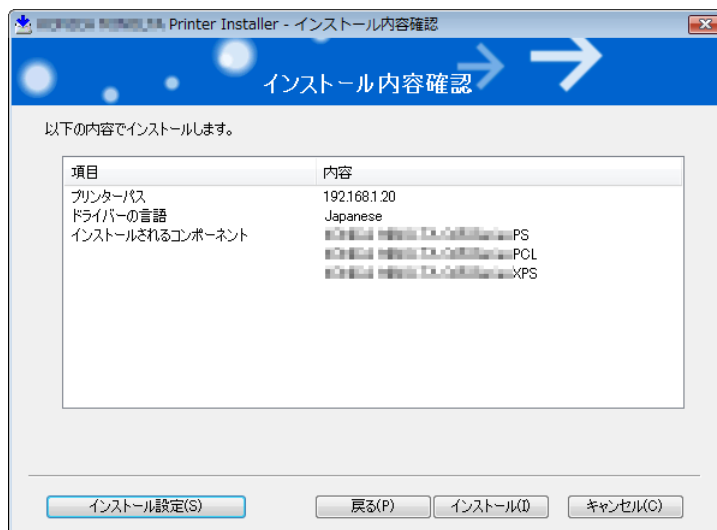 Printer Installer - インストール内容確認
インストール内容確認
以下の内容でインストールします。
項目 内容
プリンターパス 192.168.1.20
ドライバーの言語 Japanese
インストールされるコンポーネント PS
PCL
XPS
インストール設定(S) 戻る(P) インストール(I) キャンセル(C)